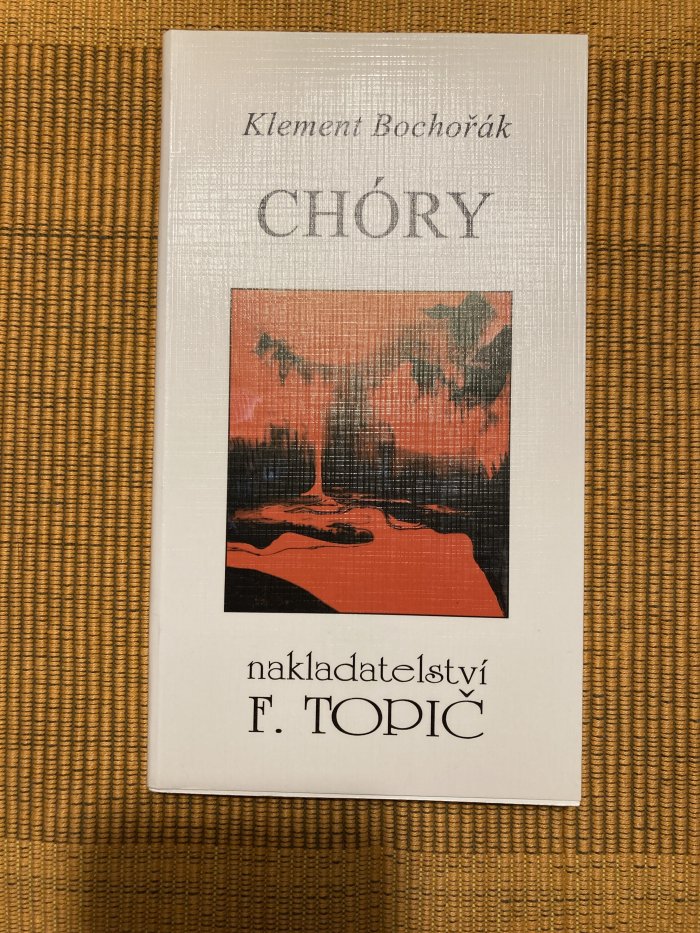 Klement Bochořák
CHÓRY
nakladatelství
F. TOPIČ